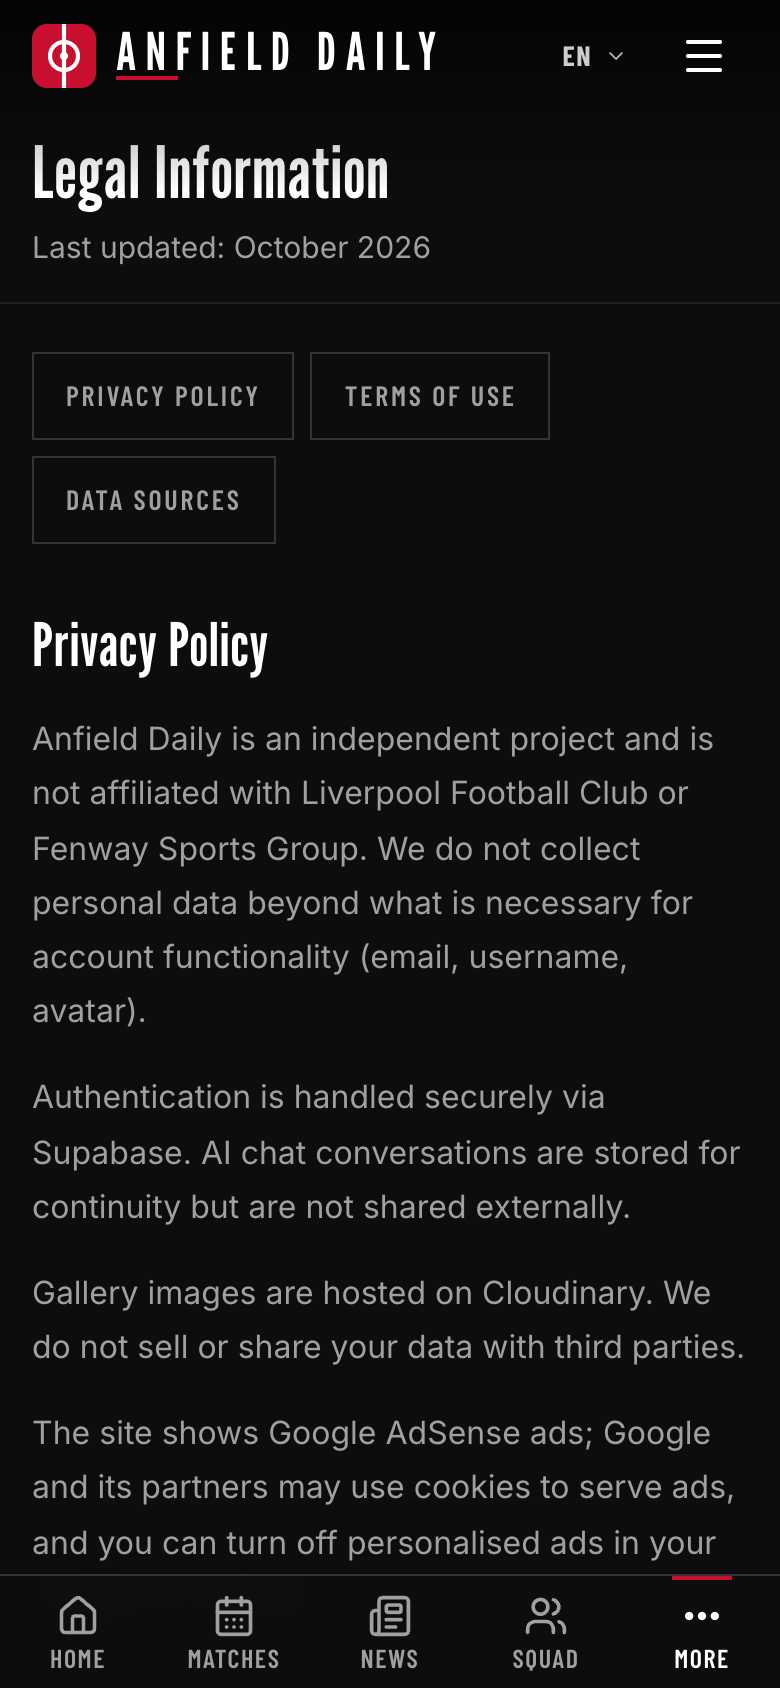 ANFIELD DAILY
EN
Legal Information
Last updated: October 2026
PRIVACY POLICY
TERMS OF USE
DATA SOURCES
Privacy Policy
Anfield Daily is an independent project and is
not affiliated with Liverpool Football Club or
Fenway Sports Group. We do not collect
personal data beyond what is necessary for
account functionality (email, username,
avatar).
Authentication is handled securely via
Supabase. AI chat conversations are stored for
continuity but are not shared externally.
Gallery images are hosted on Cloudinary. We
do not sell or share your data with third parties.
The site shows Google AdSense ads; Google
and its partners may use cookies to serve ads,
and you can turn off personalised ads in your
HOME
MATCHES
NEWS
SQUAD
MORE